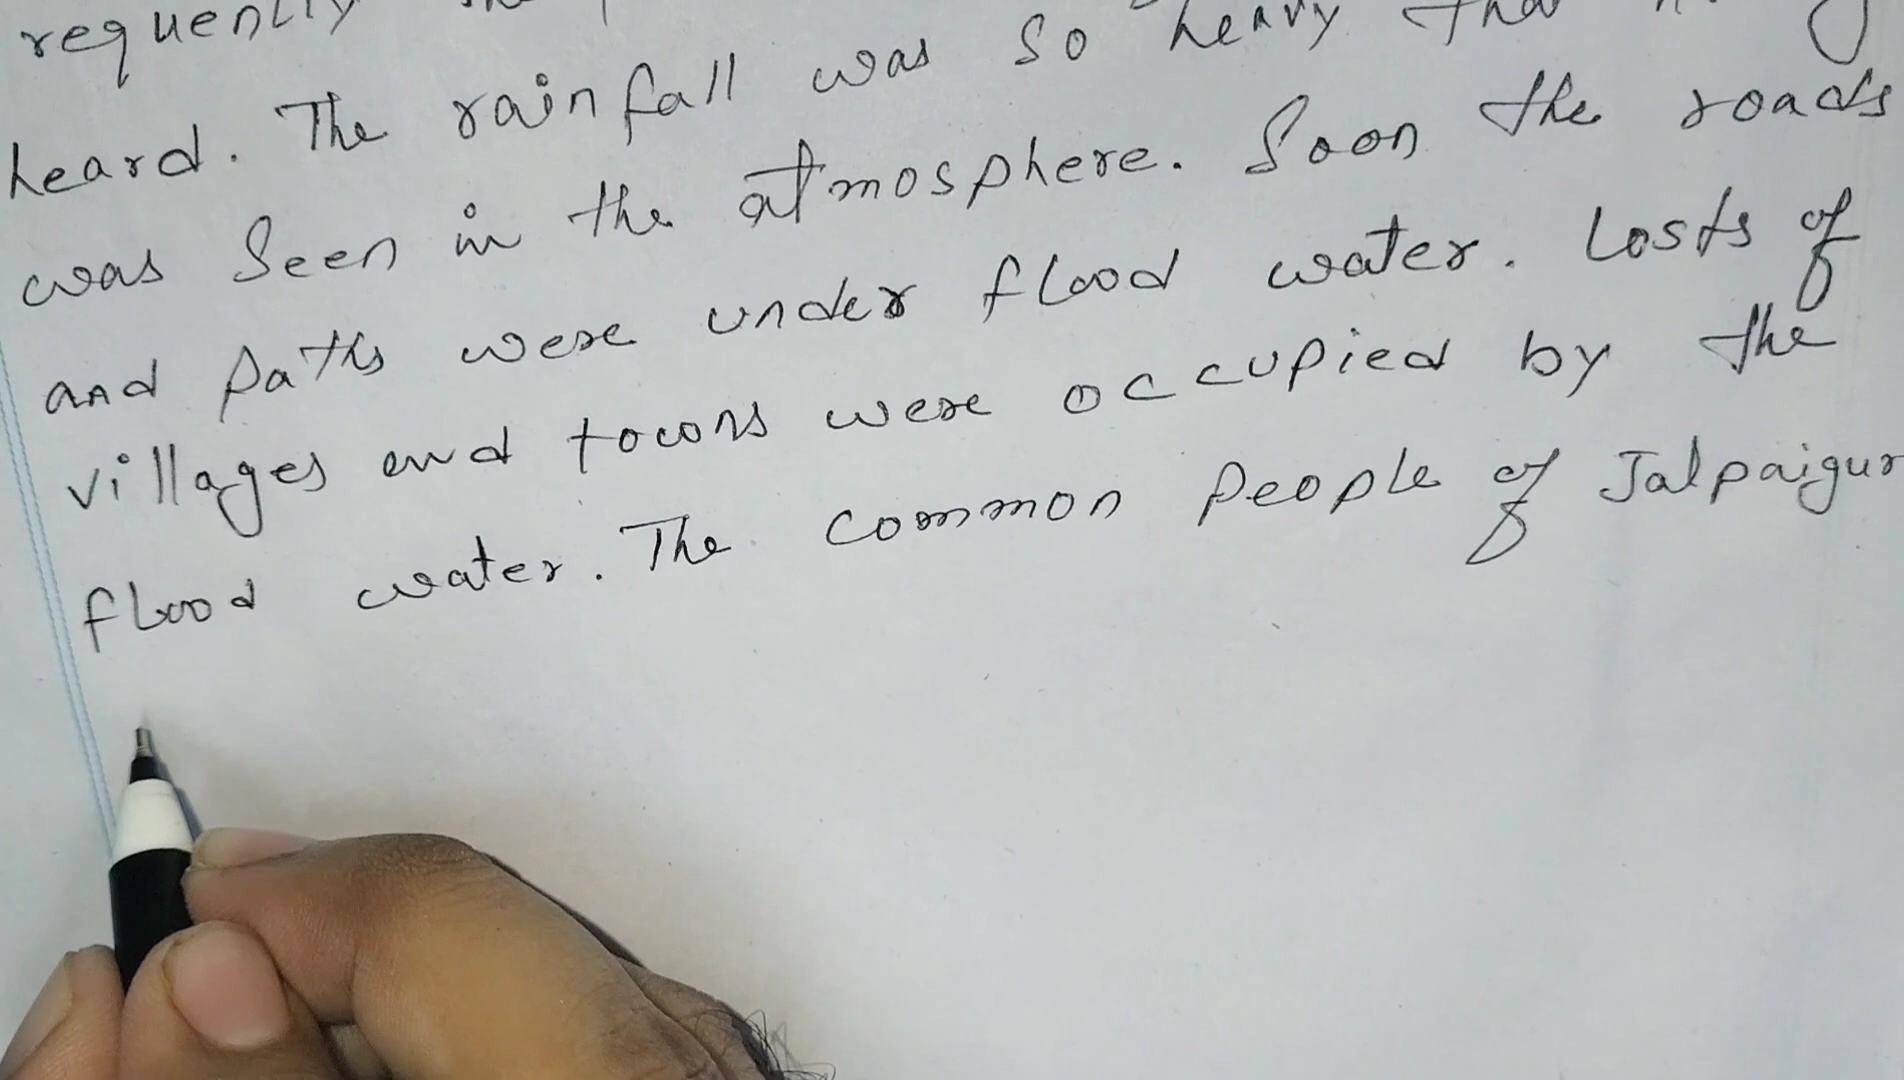 requently
heard. The rainfall was so heavy
was seen in the atmosphere. Soon the roads
and paths were under flood water. Losts of
villages and towns were occupied by the
flood water. The common people of Jalpaigur